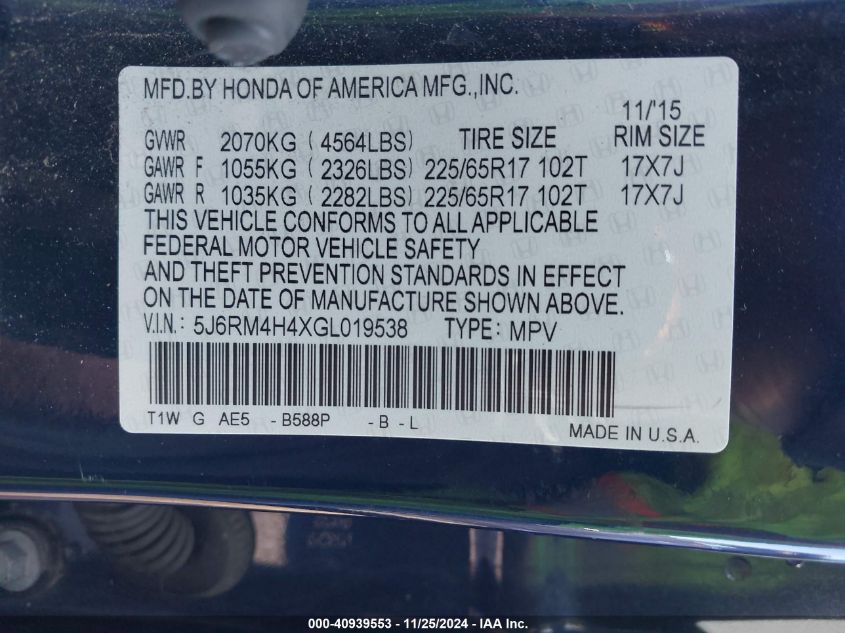 MFD.BY HONDA OF AMERICA MFG.,INC.
11/'15
GVWR 2070KG ( 4564LBS) TIRE SIZE RIM SIZE
GAWR F 1055KG ( 2326LBS) 225/65R17 102T 17X7J
GAWR R 1035KG ( 2282LBS) 225/65R17 102T 17X7J
THIS VEHICLE CONFORMS TO ALL APPLICABLE
FEDERAL MOTOR VEHICLE SAFETY
AND THEFT PREVENTION STANDARDS IN EFFECT
ON THE DATE OF MANUFACTURE SHOWN ABOVE.
V.I.N.: 5J6RM4H4XGL019538 TYPE: MPV
T1W G AE5 - B588P - B - L
MADE IN U.S.A.
000-40939553 - 11/25/2024 - IAA Inc.